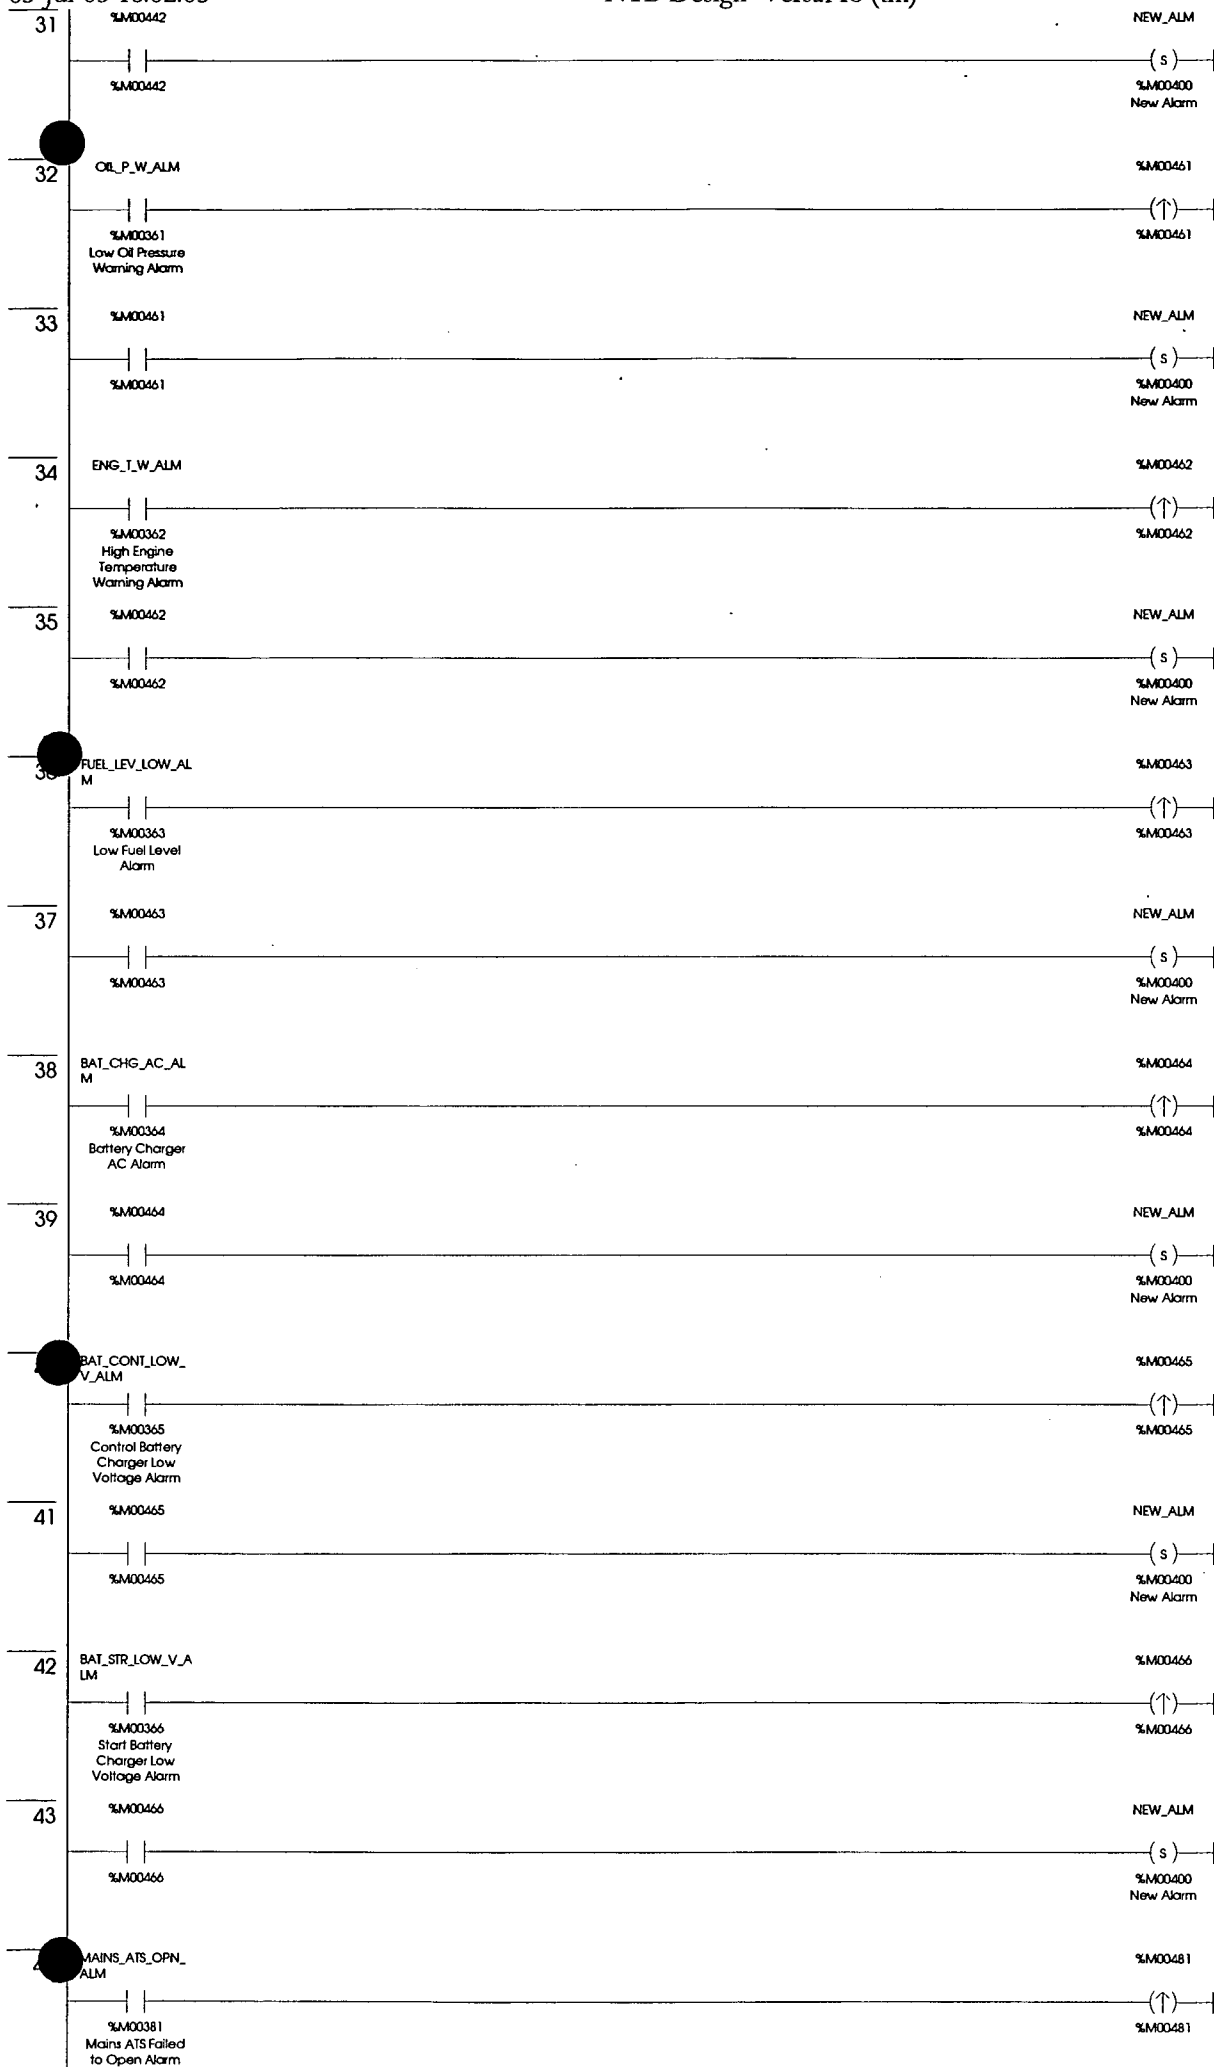 31
%M00442
NEW_ALM
( s )
%M00442
%M00400
New Alarm
32
OIL_P_W_ALM
%M00461
(↑)
%M00361
%M00461
Low Oil Pressure
Warning Alarm
33
%M00461
NEW_ALM
( s )
%M00461
%M00400
New Alarm
34
ENG_T_W_ALM
%M00462
(↑)
%M00362
%M00462
High Engine
Temperature
Warning Alarm
35
%M00462
NEW_ALM
( s )
%M00462
%M00400
New Alarm
FUEL_LEV_LOW_AL
M
%M00463
(↑)
%M00363
%M00463
Low Fuel Level
Alarm
37
%M00463
NEW_ALM
( s )
%M00463
%M00400
New Alarm
38
BAT_CHG_AC_AL
M
%M00464
(↑)
%M00364
%M00464
Battery Charger
AC Alarm
39
%M00464
NEW_ALM
( s )
%M00464
%M00400
New Alarm
BAT_CONT_LOW_
V_ALM
%M00465
(↑)
%M00365
%M00465
Control Battery
Charger Low
Voltage Alarm
41
%M00465
NEW_ALM
( s )
%M00465
%M00400
New Alarm
42
BAT_STR_LOW_V_A
LM
%M00466
(↑)
%M00366
%M00466
Start Battery
Charger Low
Voltage Alarm
43
%M00466
NEW_ALM
( s )
%M00466
%M00400
New Alarm
MAINS_ATS_OPN_
ALM
%M00481
(↑)
%M00381
%M00481
Mains ATS Failed
to Open Alarm